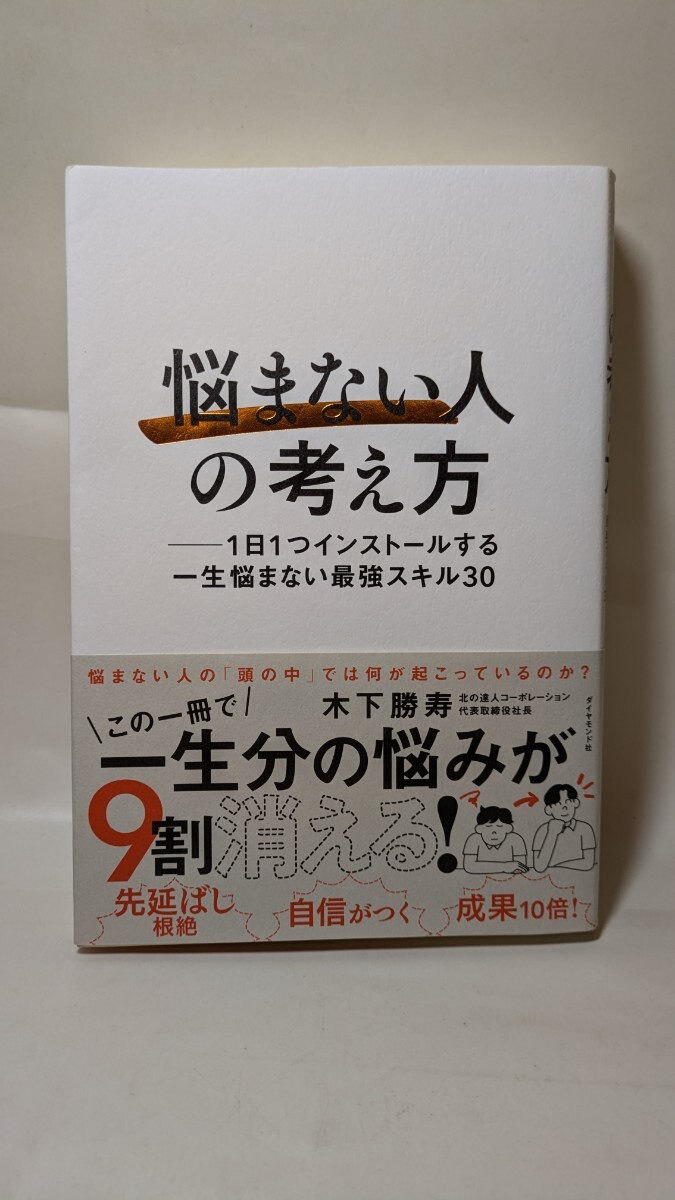 悩まない人
の考え方
――1日1つインストールする
一生悩まない最強スキル30
悩まない人の「頭の中」では何が起こっているのか?
この一冊で
木下勝寿
北の達人コーポレーション
代表取締役社長
ダイヤモンド社
一生分の悩みが
9割消える!
先延ばし
根絶
自信がつく
成果10倍!